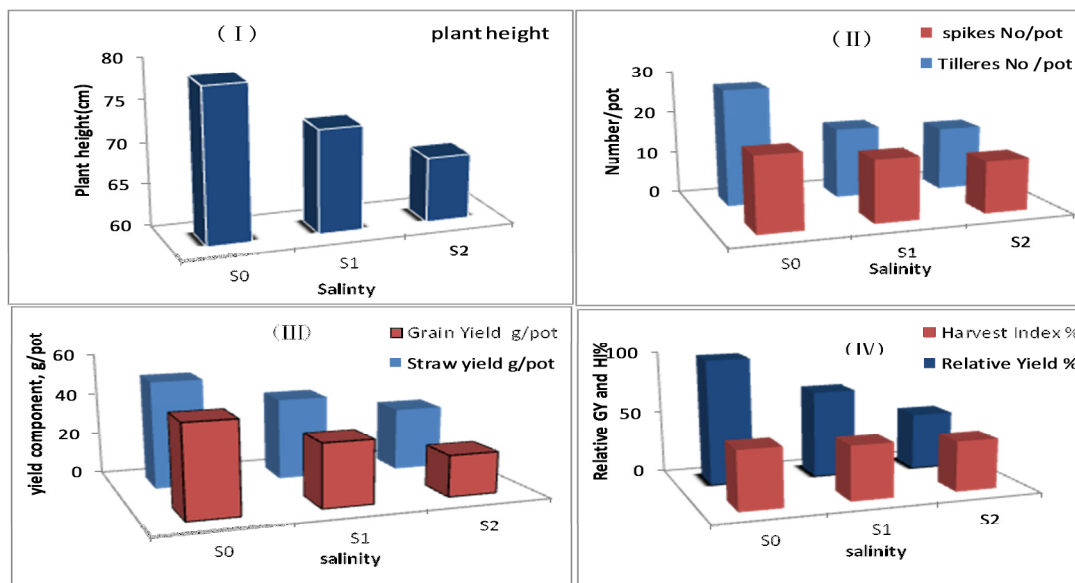 (I)
plant height
80
75
70
65
60
Plant height(cm)
S0
S1
S2
Salinty
(II)
spikes No/pot
Tilleres No /pot
30
20
10
0
Number/pot
S0
S1
S2
Salinity
(III)
Grain Yield g/pot
Straw yield g/pot
60
40
20
0
yield component, g/pot
S0
S1
S2
salinity
(IV)
Harvest Index %
Relative Yield %
100
50
0
Relative GY and HI%
S0
S1
S2
salinity